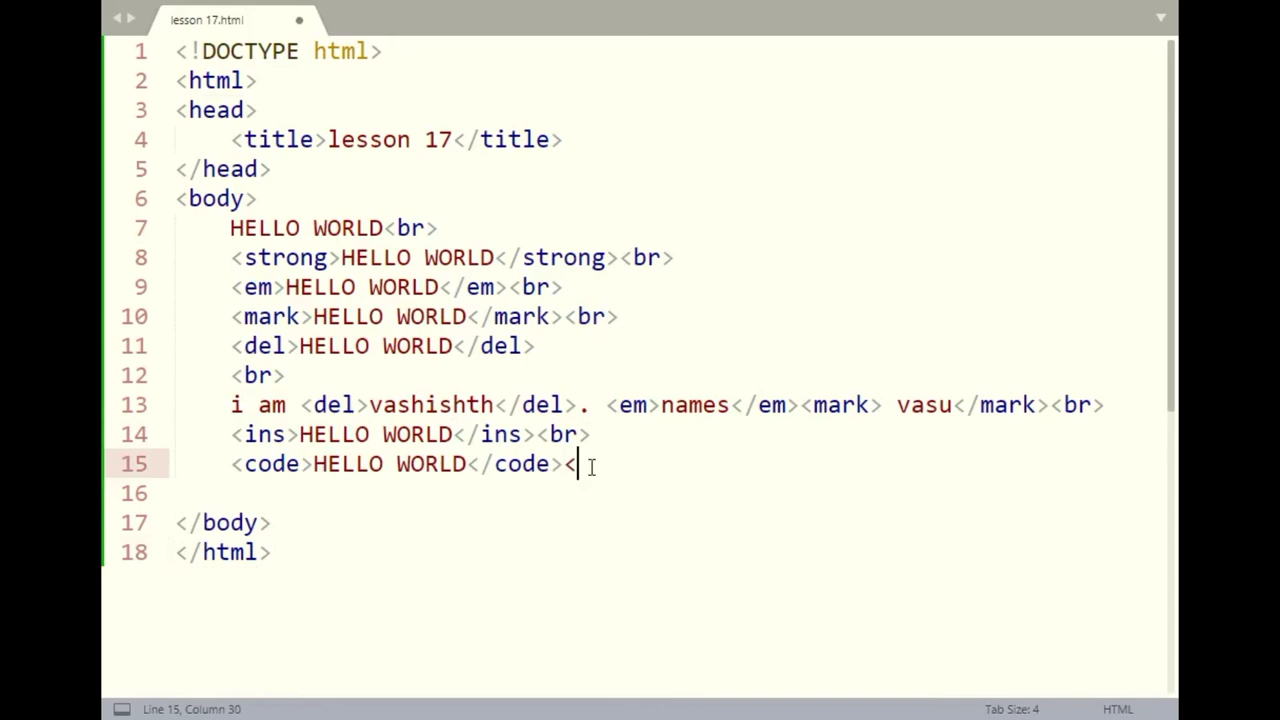 lesson 17.html
1 <!DOCTYPE html>
2 <html>
3 <head>
4     <title>lesson 17</title>
5 </head>
6 <body>
7     HELLO WORLD<br>
8     <strong>HELLO WORLD</strong><br>
9     <em>HELLO WORLD</em><br>
10     <mark>HELLO WORLD</mark><br>
11     <del>HELLO WORLD</del>
12     <br>
13     i am <del>vashishth</del>. <em>names</em><mark> vasu</mark><br>
14     <ins>HELLO WORLD</ins><br>
15     <code>HELLO WORLD</code><
16
17 </body>
18 </html>
Line 15, Column 30 Tab Size: 4 HTML